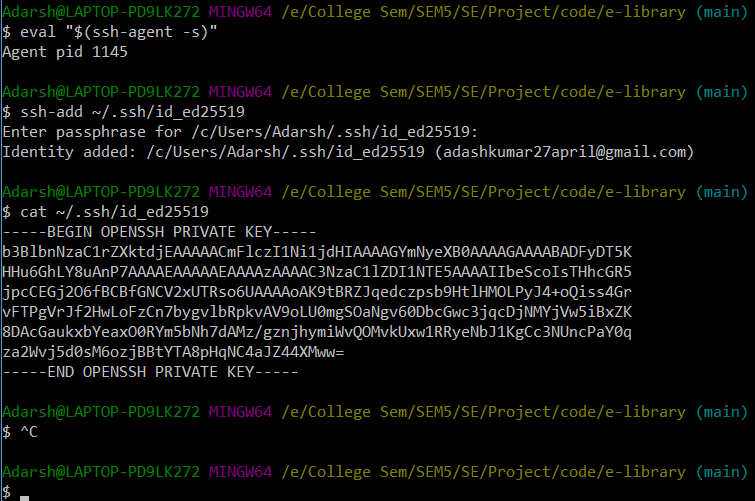 Adarsh@LAPTOP-PD9LK272 MINGW64 /e/College Sem/SEM5/SE/Project/code/e-library (main)
$ eval "$(ssh-agent -s)"
Agent pid 1145
Adarsh@LAPTOP-PD9LK272 MINGW64 /e/College Sem/SEM5/SE/Project/code/e-library (main)
$ ssh-add ~/.ssh/id_ed25519
Enter passphrase for /c/Users/Adarsh/.ssh/id_ed25519:
Identity added: /c/Users/Adarsh/.ssh/id_ed25519 (adashkumar27april@gmail.com)
Adarsh@LAPTOP-PD9LK272 MINGW64 /e/College Sem/SEM5/SE/Project/code/e-library (main)
$ cat ~/.ssh/id_ed25519
-----BEGIN OPENSSH PRIVATE KEY-----
b3BlbnNzaC1rZXktdjEAAAAACmFlczI1Ni1jdHIAAAAGYmNyeXB0AAAAGAAAABADFyDT5K
HHu6GhLY8uAnP7AAAAEAAAAAEAAAAzAAAAC3NzaC1lZDI1NTE5AAAAIIbeScoIsTHhcGR5
jpcCEGj2O6fBCBfGNCV2xUTRso6UAAAAoAK9tBRZJqedczpsb9HtlHMOLPyJ4+oQiss4Gr
vFTPgVrJf2HwLoFzCn7bygvlbRpkvAV9oLU0mgSOaNgv60DbcGwc3jqcDjNMYjVw5iBxZK
8DAcGaukxbYeaxO0RYm5bNh7dAMz/gznjhymiWvQOMvkUxw1RRyeNbJ1KgCc3NUncPaY0q
za2Wvj5d0sM6ozjBBtYTA8pHqNC4aJZ44XMww=
-----END OPENSSH PRIVATE KEY-----
Adarsh@LAPTOP-PD9LK272 MINGW64 /e/College Sem/SEM5/SE/Project/code/e-library (main)
$ ^C
Adarsh@LAPTOP-PD9LK272 MINGW64 /e/College Sem/SEM5/SE/Project/code/e-library (main)
$